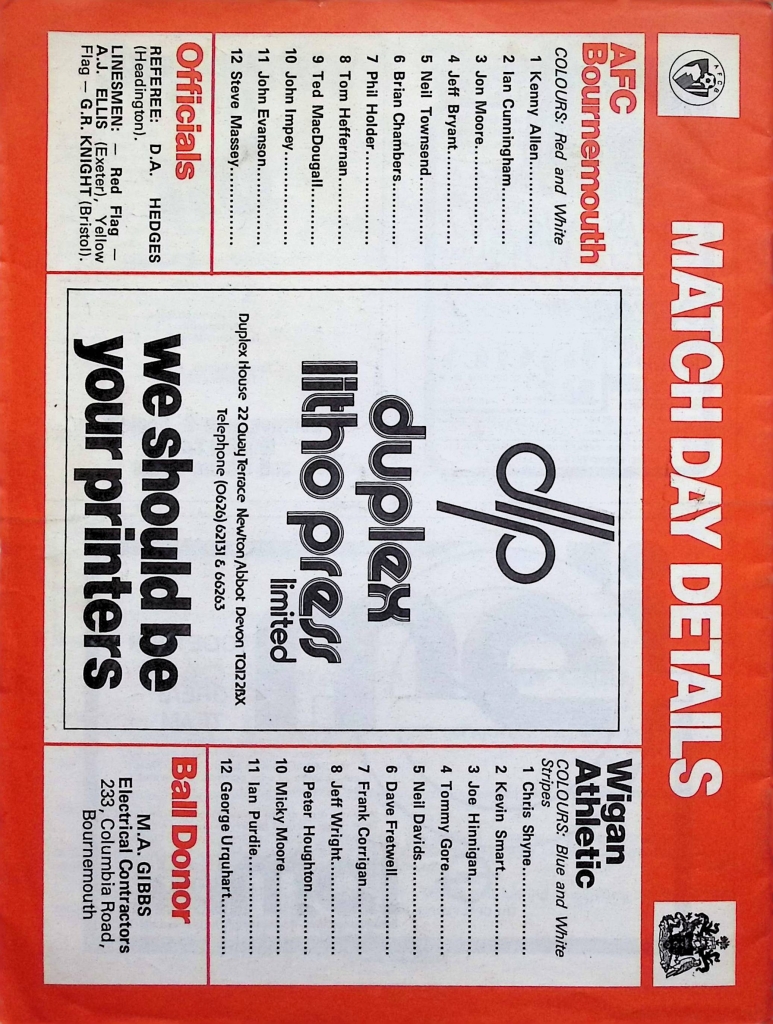 AFCB
MATCH DAY DETAILS
AFC
Bournemouth
COLOURS: Red and White
1 Kenny Allen..............
2 Ian Cunningham..........
3 Jon Moore...............
4 Jeff Bryant..............
5 Neil Townsend...........
6 Brian Chambers..........
7 Phil Holder..............
8 Tom Heffernan...........
9 Ted MacDougall..........
10 John Impey.............
11 John Evanson...........
12 Steve Massey...........
Officials
REFEREE: D.A. HEDGES
(Headington).
LINESMEN: – Red Flag –
A.J. ELLIS (Exeter), Yellow
Flag – G.R. KNIGHT (Bristol).
dlp
duplex
litho press
limited
Duplex House 22 Quay Terrace Newton Abbot Devon TQ12 2BX
Telephone (0626) 62131 & 66263
we should be
your printers
Wigan
Athletic
COLOURS: Blue and White
Stripes
1 Chris Shyne..............
2 Kevin Smart.............
3 Joe Hinnigan............
4 Tommy Gore............
5 Neil Davids..............
6 Dave Fretwell...........
7 Frank Corrigan..........
8 Jeff Wright..............
9 Peter Houghton.........
10 Micky Moore...........
11 Ian Purdie..............
12 George Urquhart........
Ball Donor
M.A. GIBBS
Electrical Contractors
233, Columbia Road,
Bournemouth